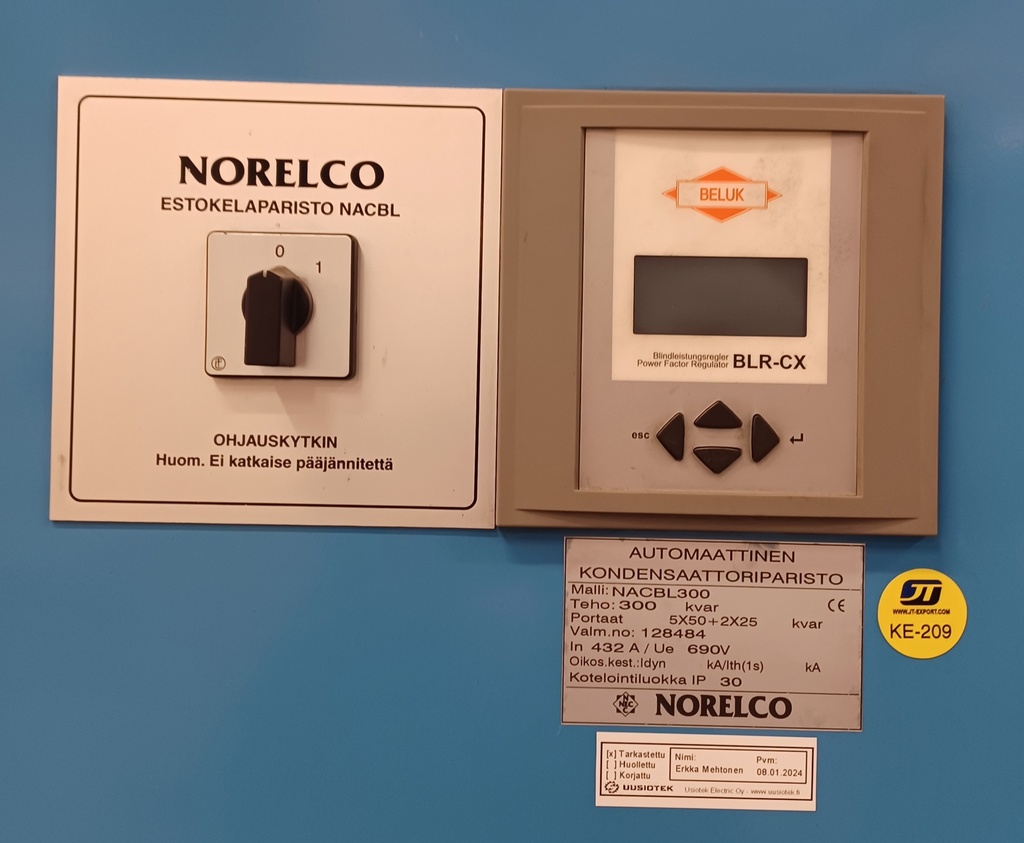 NORELCO
ESTOKELAPARISTO NACBL
0
1
OHJAUSKYTKIN
Huom. Ei katkaise pääjännitettä
BELUK
Blindleistungsregler
Power Factor Regulator BLR-CX
esc
AUTOMAATTINEN
KONDENSAATTORIPARISTO
Malli: NACBL300
Teho: 300 kvar CE
Portaat 5X50+2X25 kvar
Valm.no: 128484
In 432 A / Ue 690V
Oikos.kest.:Idyn kA/Ith(1s) kA
Kotelointiluokka IP 30
NORELCO
JT
WWW.JT-EXPORT.COM
KE-209
[x] Tarkastettu
[ ] Huollettu
[ ] Korjattu
Nimi:
Erkka Mehtonen
Pvm:
08.01.2024
UUSIOTEK Usiotek Electric Oy - www.uusiotek.fi